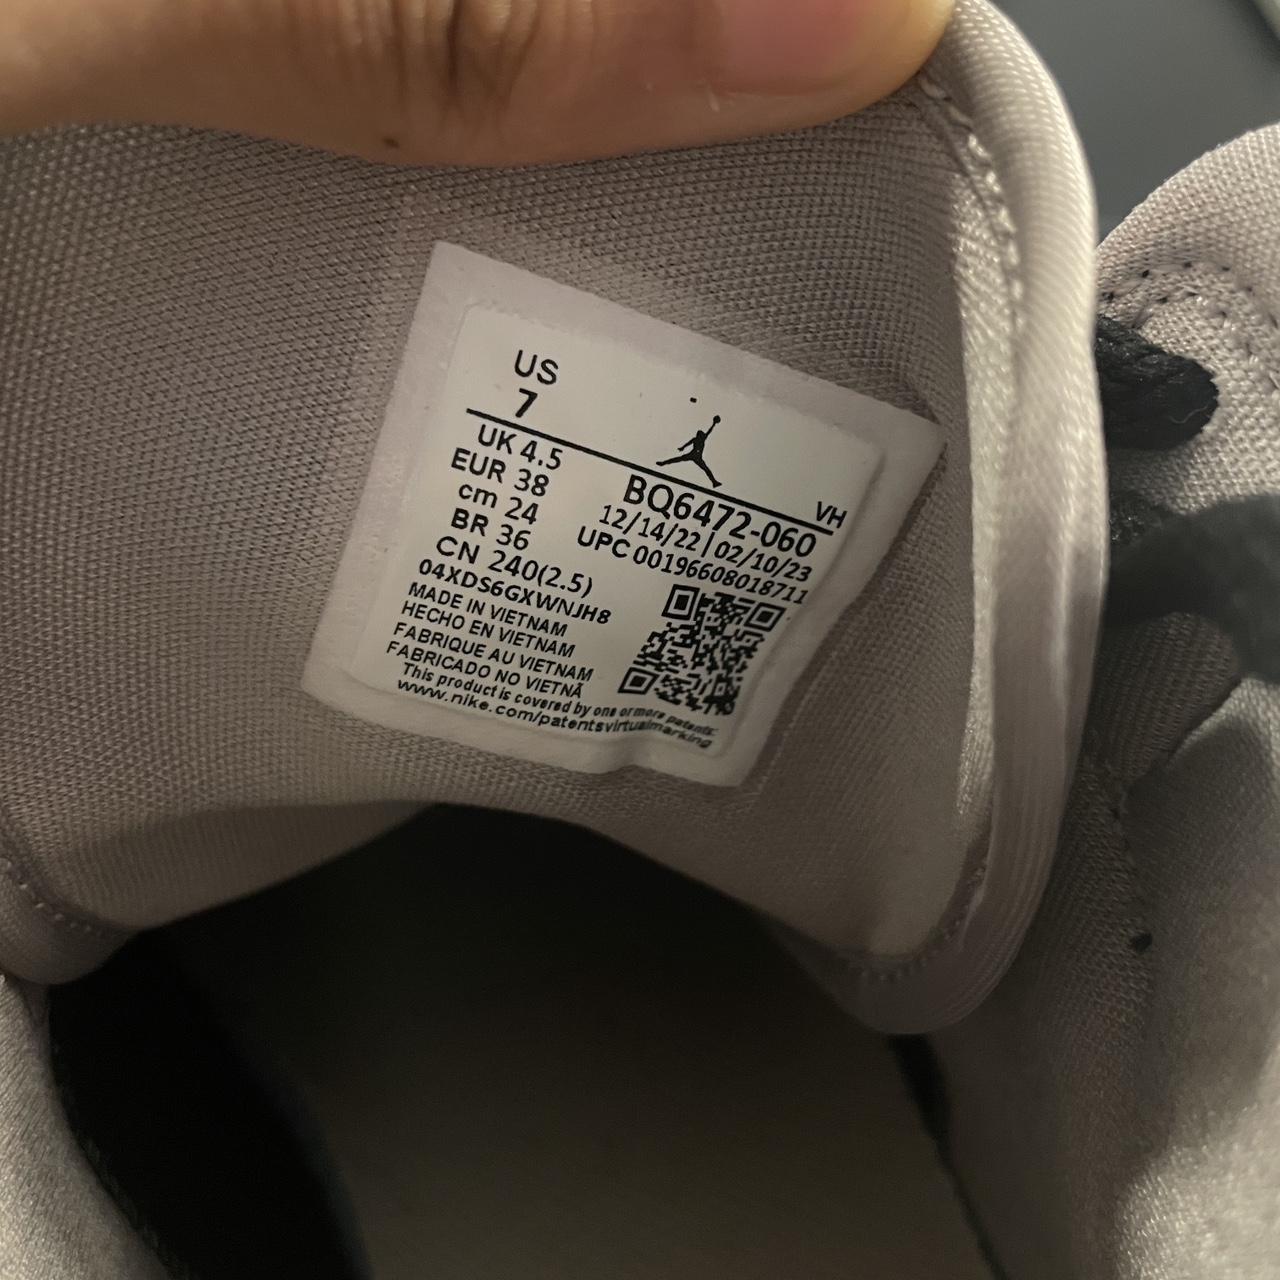 US
7
UK 4.5
EUR 38
cm 24
BR 36
CN 240(2.5)
04XDS6GXWNJH8
MADE IN VIETNAM
HECHO EN VIETNAM
FABRIQUE AU VIETNAM
FABRICADO NO VIETNÃ
This product is covered by one or more patents.
www.nike.com/patentsvirtualmarking
VH
BQ6472-060
12/14/22|02/10/23
UPC 00196608018711